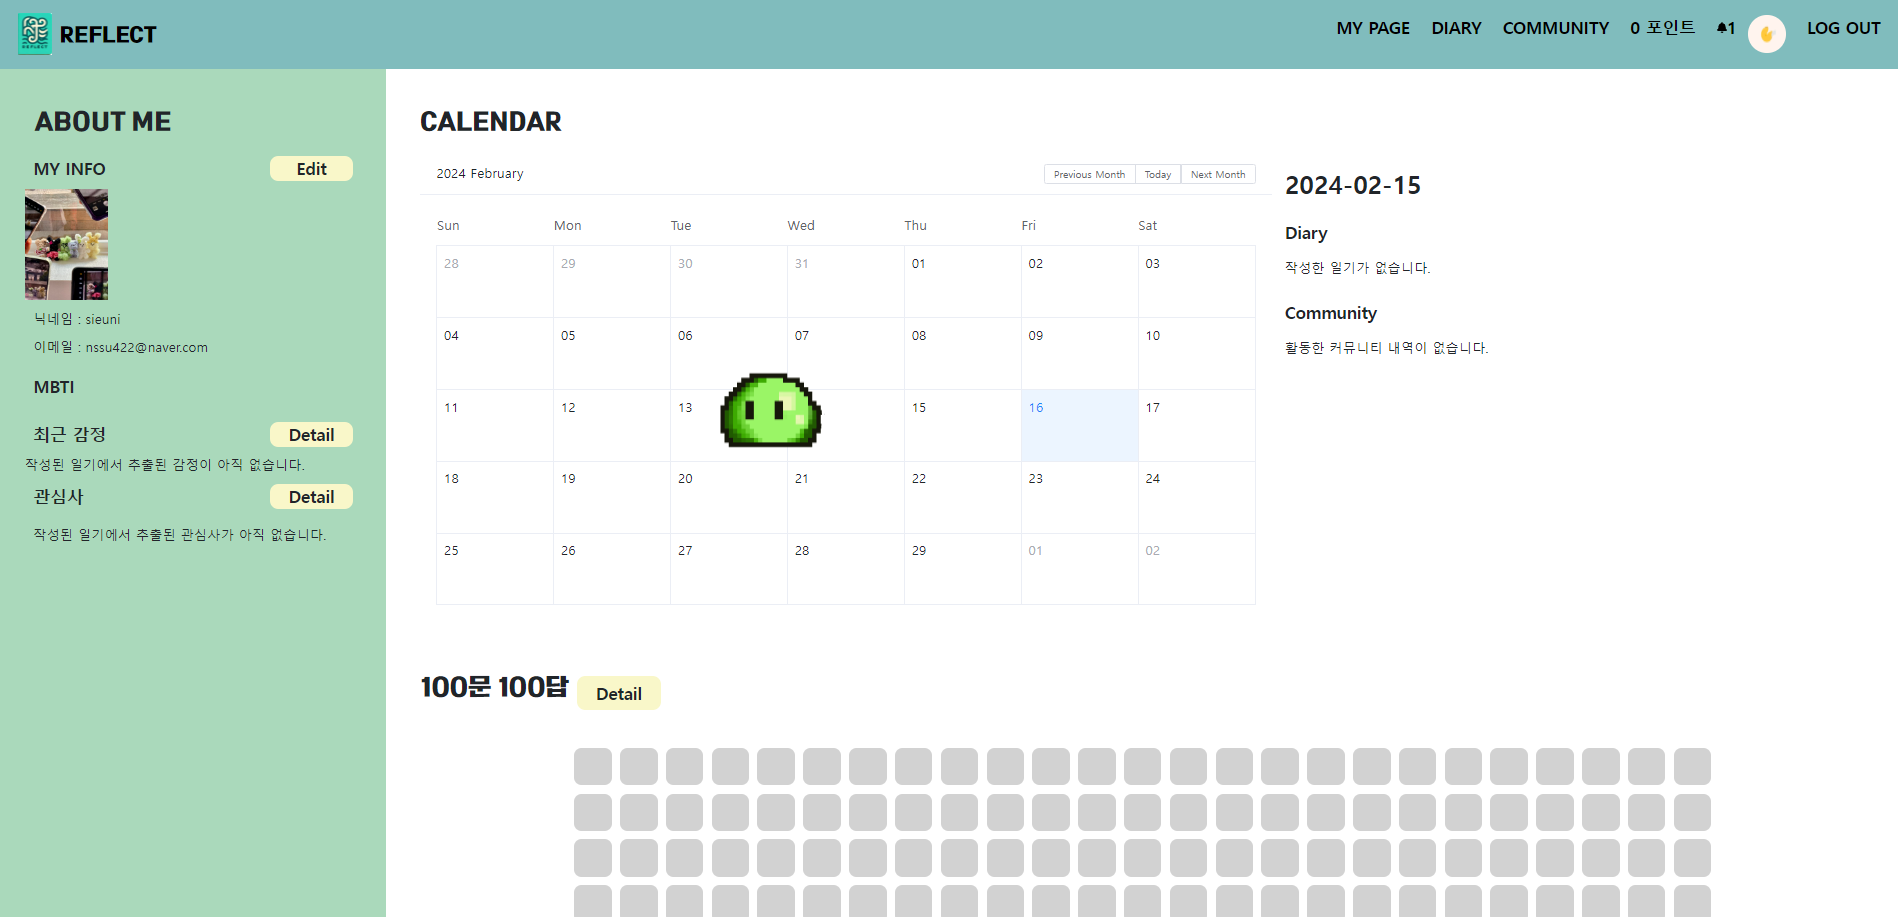 REFLECT
MY PAGE DIARY COMMUNITY 0 포인트 1 LOG OUT
ABOUT ME
MY INFO Edit
닉네임 : sieuni
이메일 : nssu422@naver.com
MBTI
최근 감정 Detail
작성된 일기에서 추출된 감정이 아직 없습니다.
관심사 Detail
작성된 일기에서 추출된 관심사가 아직 없습니다.
CALENDAR
2024 February Previous Month Today Next Month
Sun Mon Tue Wed Thu Fri Sat
28 29 30 31 01 02 03
04 05 06 07 08 09 10
11 12 13 15 16 17
18 19 20 21 22 23 24
25 26 27 28 29 01 02
2024-02-15
Diary
작성한 일기가 없습니다.
Community
활동한 커뮤니티 내역이 없습니다.
100문 100답 Detail